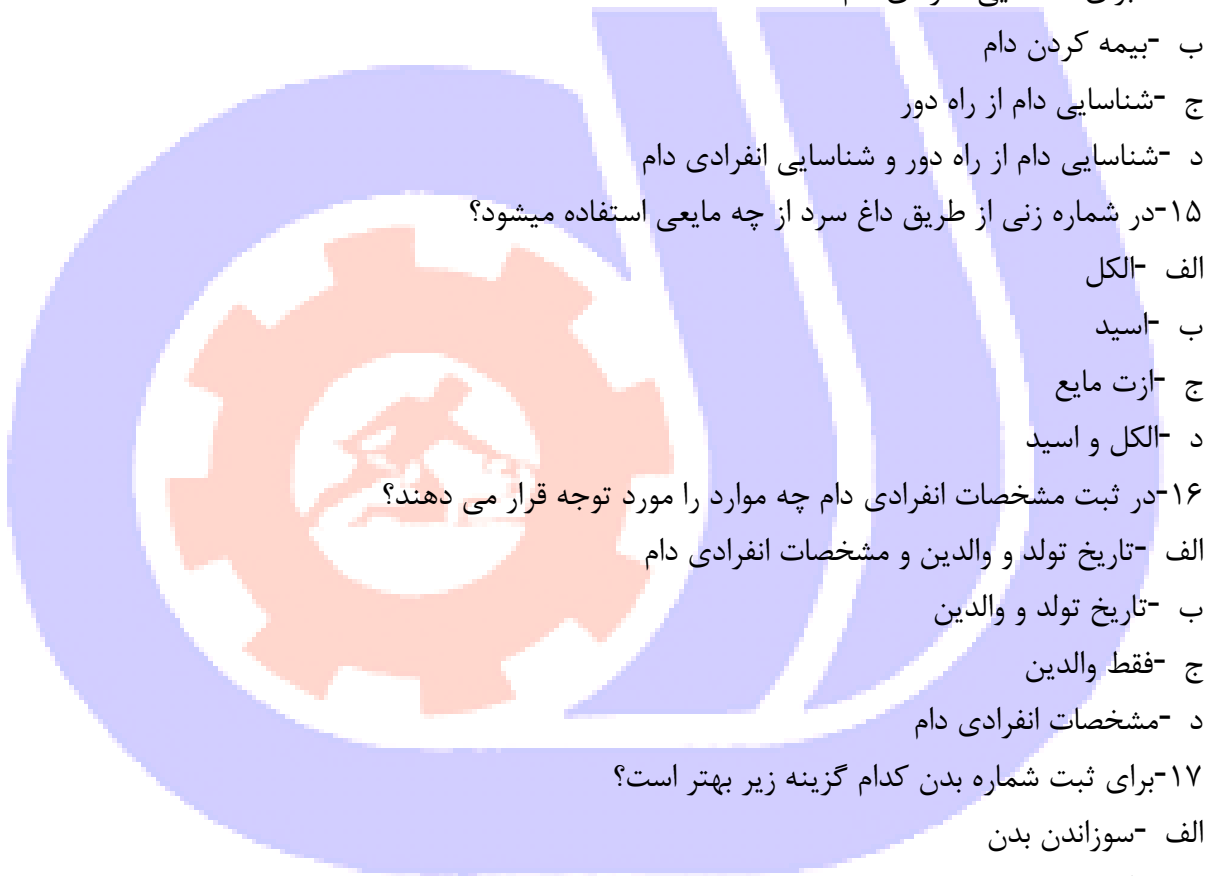 ب -بیمه کردن دام
ج -شناسایی دام از راه دور
د -شناسایی دام از راه دور و شناسایی انفرادی دام
۱۵-در شماره زنی از طریق داغ سرد از چه مایعی استفاده میشود؟
الف -الکل
ب -اسید
ج -ازت مایع
د -الکل و اسید
۱۶-در ثبت مشخصات انفرادی دام چه موارد را مورد توجه قرار می دهند؟
الف -تاریخ تولد و والدین و مشخصات انفرادی دام
ب -تاریخ تولد و والدین
ج -فقط والدین
د -مشخصات انفرادی دام
۱۷-برای ثبت شماره بدن کدام گزینه زیر بهتر است؟
الف -سوزاندن بدن